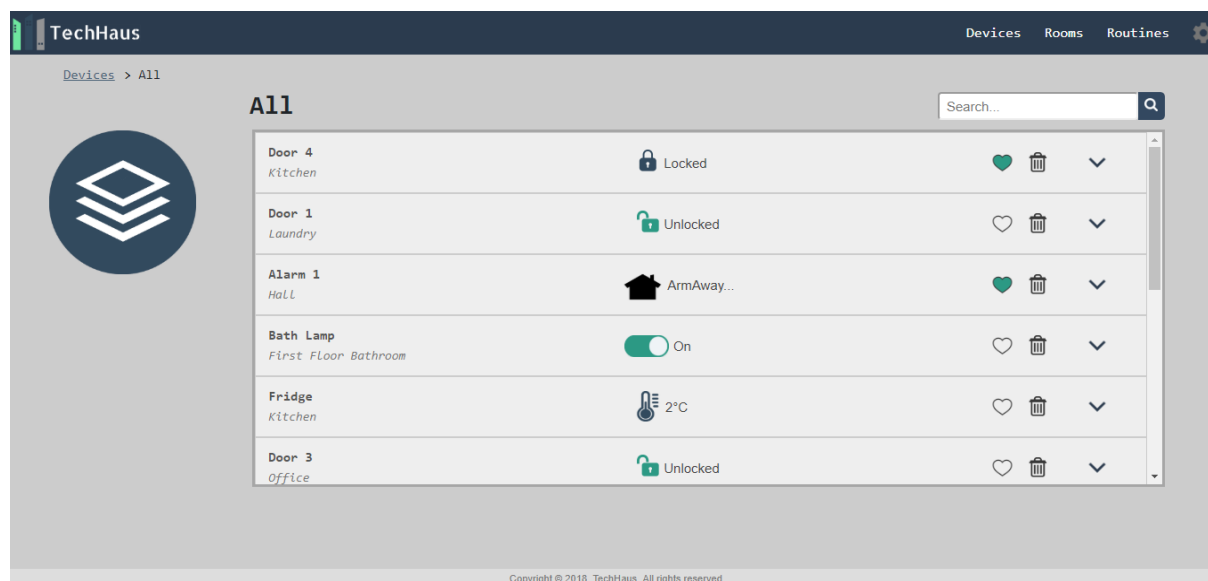 TechHaus
Devices Rooms Routines
Devices > All
All
Search...
Door 4
Kitchen
Locked
Door 1
Laundry
Unlocked
Alarm 1
Hall
ArmAway...
Bath Lamp
First Floor Bathroom
On
Fridge
Kitchen
2°C
Door 3
Office
Unlocked
Copyright © 2018, TechHaus. All rights reserved.